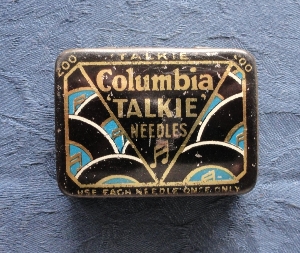 200 TALKIE 200
Columbia
TALKIE
NEEDLES
USE EACH NEEDLE ONCE ONLY